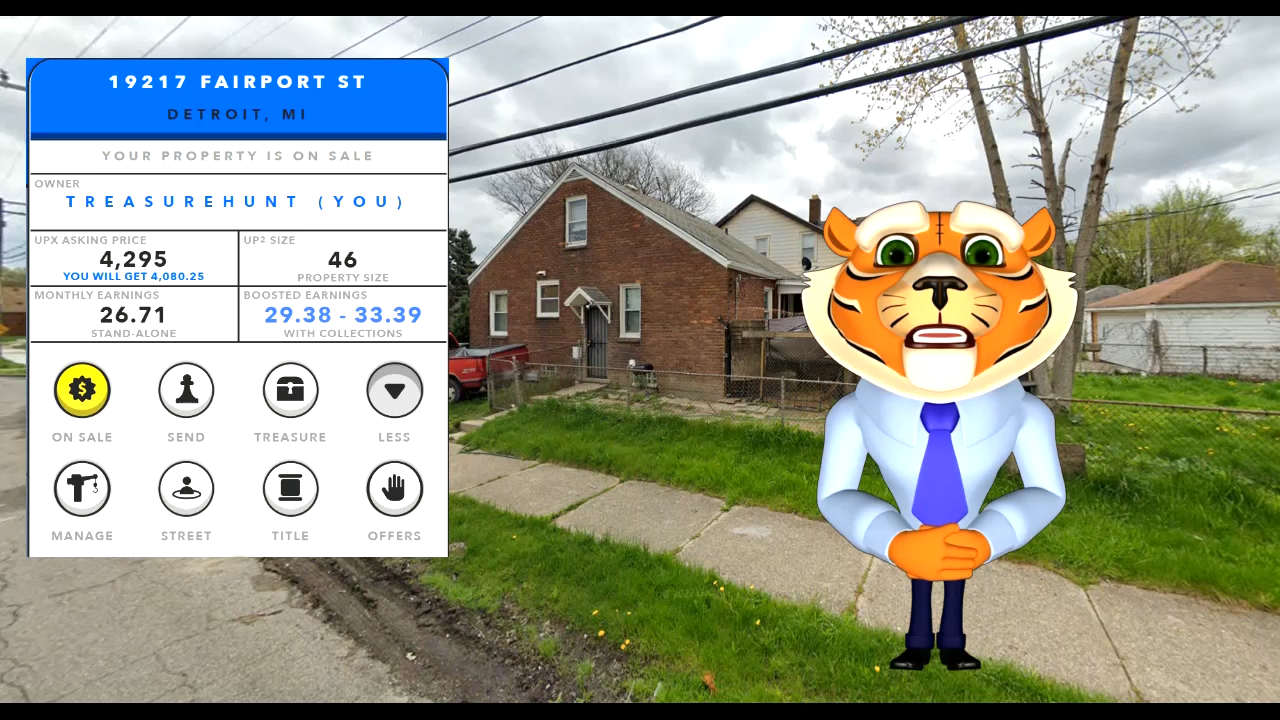 19217 FAIRPORT ST
DETROIT, MI
YOUR PROPERTY IS ON SALE
OWNER
TREASUREHUNT (YOU)
UPX ASKING PRICE
4,295
YOU WILL GET 4,080.25
UP² SIZE
46
PROPERTY SIZE
MONTHLY EARNINGS
26.71
STAND-ALONE
BOOSTED EARNINGS
29.38 - 33.39
WITH COLLECTIONS
ON SALE
SEND
TREASURE
LESS
MANAGE
STREET
TITLE
OFFERS